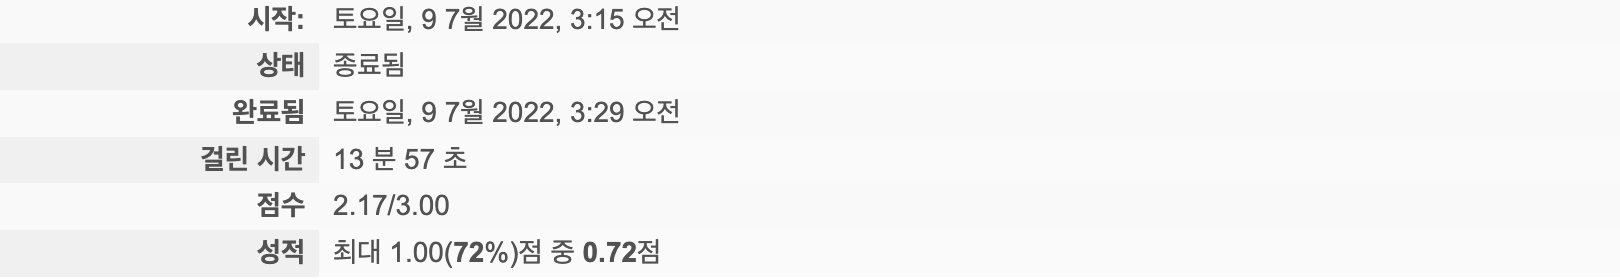 시작: 토요일, 9 7월 2022, 3:15 오전
상태 종료됨
완료됨 토요일, 9 7월 2022, 3:29 오전
걸린 시간 13 분 57 초
점수 2.17/3.00
성적 최대 1.00(72%)점 중 0.72점